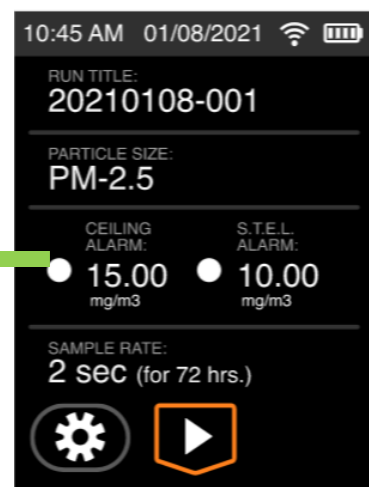 10:45 AM 01/08/2021
RUN TITLE:
20210108-001
PARTICLE SIZE:
PM-2.5
CEILING ALARM:
15.00
mg/m3
S.T.E.L. ALARM:
10.00
mg/m3
SAMPLE RATE:
2 sec (for 72 hrs.)